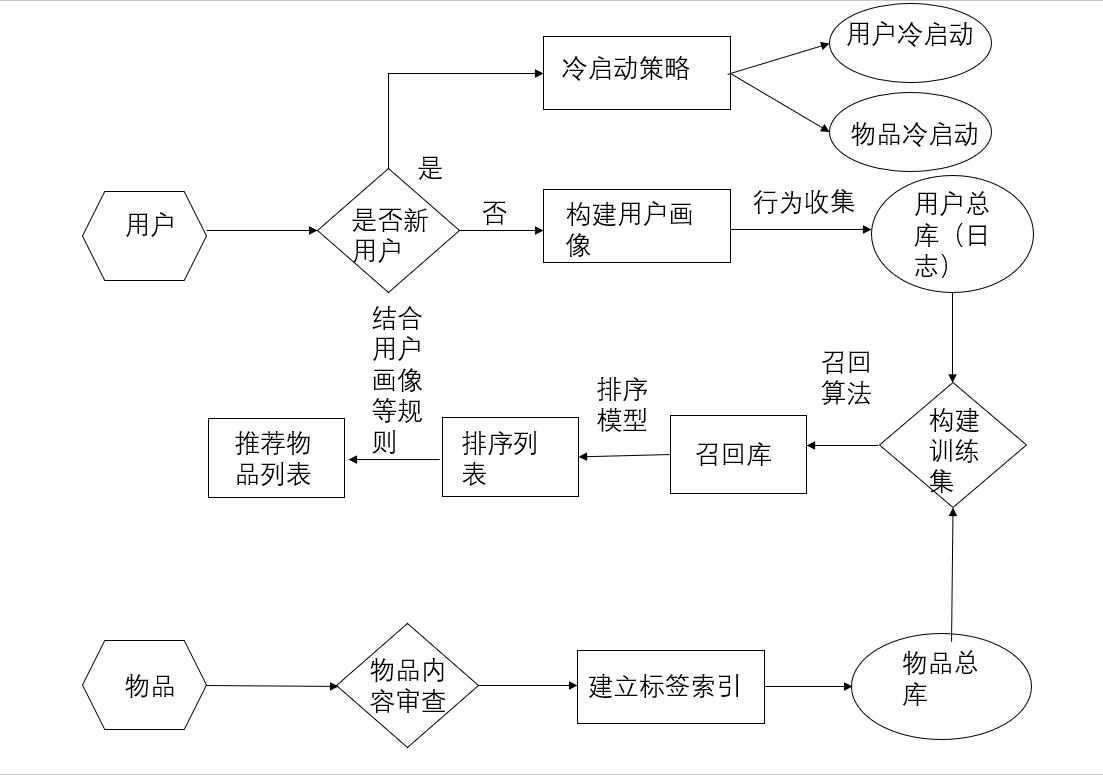 用户冷启动
冷启动策略
物品冷启动
是
用户
是否新
用户
否
构建用户画
像
行为收集
用户总
库（日
志）
结合
用户
画像
等规
则
召回
算法
排序
模型
构建
训练
集
推荐物
品列表
排序列
表
召回库
物品
物品内
容审查
建立标签索引
物品总
库